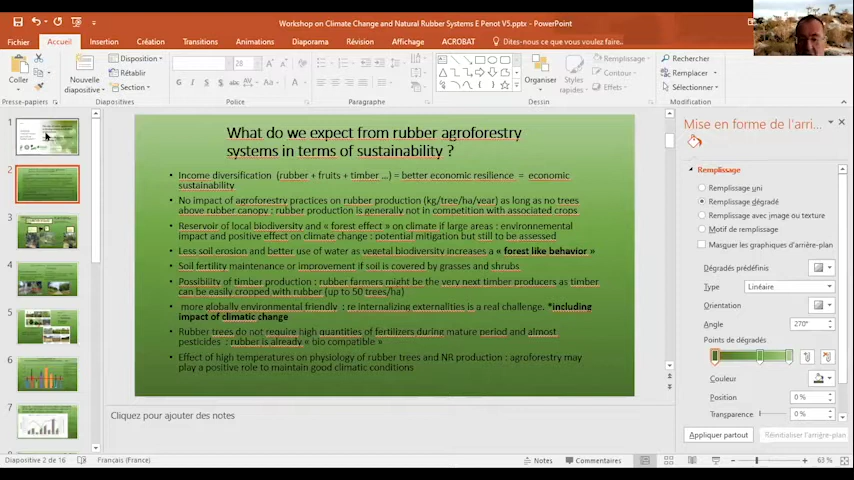 Workshop on Climate Change and Natural Rubber Systems E Penot V5.pptx - PowerPoint
Fichier Accueil Insertion Création Transitions Animations Diaporama Révision Affichage ACROBAT Dites-nous ce que vous voulez faire...
Coller
Nouvelle
diapositive
Disposition
Rétablir
Section
28
Organiser
Styles
rapides
Remplissage
Contour
Effets
Rechercher
Remplacer
Sélectionner
Presse-papiers Diapositives Police Paragraphe Dessin Modification
1
2
3
4
5
6
7
What do we expect from rubber agroforestry
systems in terms of sustainability ?
• Income diversification (rubber + fruits + timber ...) = better economic resilience = economic
sustainability
• No impact of agroforestry practices on rubber production (kg/tree/ha/year) as long as no trees
above rubber canopy : rubber production is generally not in competition with associated crops
• Reservoir of local biodiversity and « forest effect » on climate if large areas : environnemental
impact and positive effect on climate change : potential mitigation but still to be assessed
• Less soil erosion and better use of water as vegetal biodiversity increases a « forest like behavior »
• Soil fertility maintenance or improvement if soil is covered by grasses and shrubs
• Possibility of timber production : rubber farmers might be the very next timber producers as timber
can be easily crooped with rubber (up to 50 trees/ha)
• more globally environmental friendly : re internalizing externalities is a real challenge. *including
impact of climatic change
• Rubber trees do not require high quantities of fertilizers during mature period and almost
pesticides : rubber is already « bio compatible »
• Effect of high temperatures on physiology of rubber trees and NR production : agroforestry may
play a positive role to maintain good climatic conditions
Cliquez pour ajouter des notes
Mise en forme de l'arri...
Remplissage
Remplissage uni
Remplissage dégradé
Remplissage avec image ou texture
Motif de remplissage
Masquer les graphiques d'arrière-plan
Dégradés prédéfinis
Type Linéaire
Orientation
Angle 270°
Points de dégradés
Couleur
Position 0 %
Transparence 0 %
Appliquer partout Réinitialiser l'arrière-plan
Diapositive 2 de 16 Français (France) Notes Commentaires 63 %